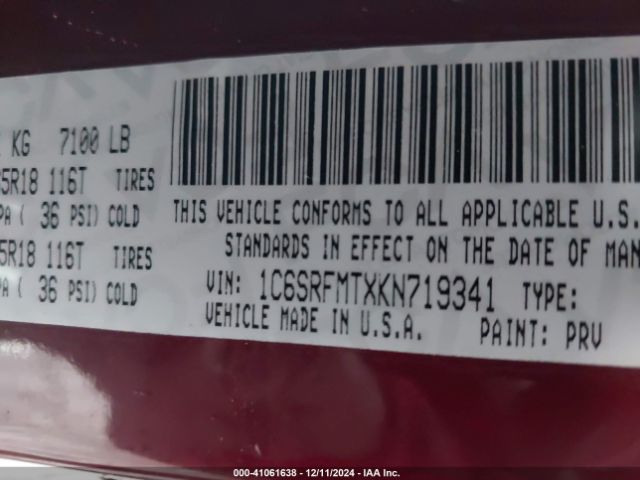 KG 7100 LB
5R18 116T TIRES
PA ( 36 PSI) COLD
5R18 116T TIRES
PA ( 36 PSI) COLD
THIS VEHICLE CONFORMS TO ALL APPLICABLE U.S.
STANDARDS IN EFFECT ON THE DATE OF MAN
VIN: 1C6SRFMTXKN719341 TYPE:
VEHICLE MADE IN U.S.A. PAINT: PRV
000-41061638 - 12/11/2024 - IAA Inc.